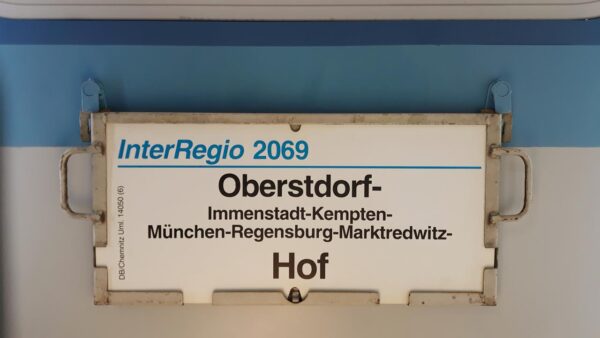 InterRegio 2069
Oberstdorf-
Immenstadt-Kempten-
München-Regensburg-Marktredwitz-
Hof
DB/Chemnitz Uml. 14050 (6)